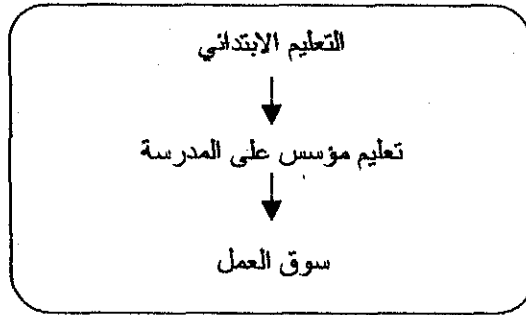 التعليم الابتدائي
تعليم مؤسس على المدرسة
سوق العمل